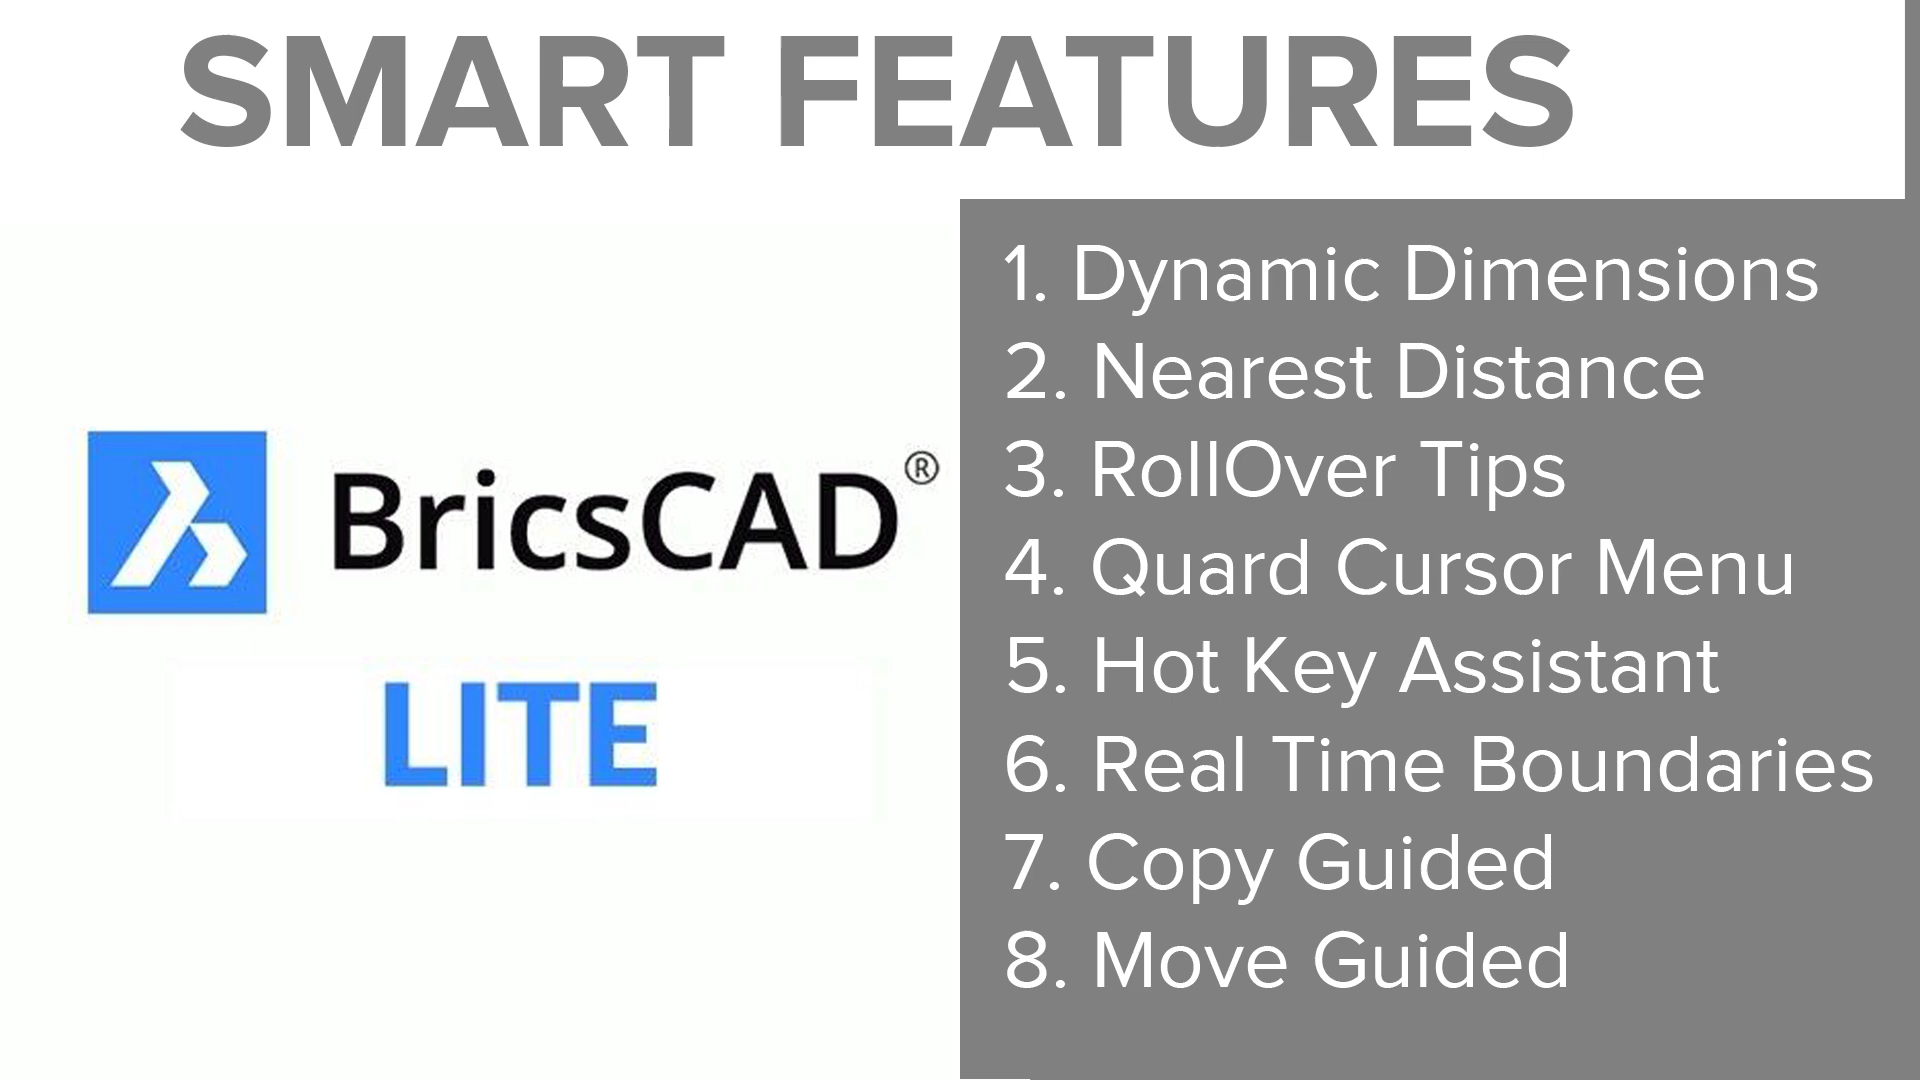 SMART FEATURES
BricsCAD®
LITE
1. Dynamic Dimensions
2. Nearest Distance
3. RollOver Tips
4. Quard Cursor Menu
5. Hot Key Assistant
6. Real Time Boundaries
7. Copy Guided
8. Move Guided